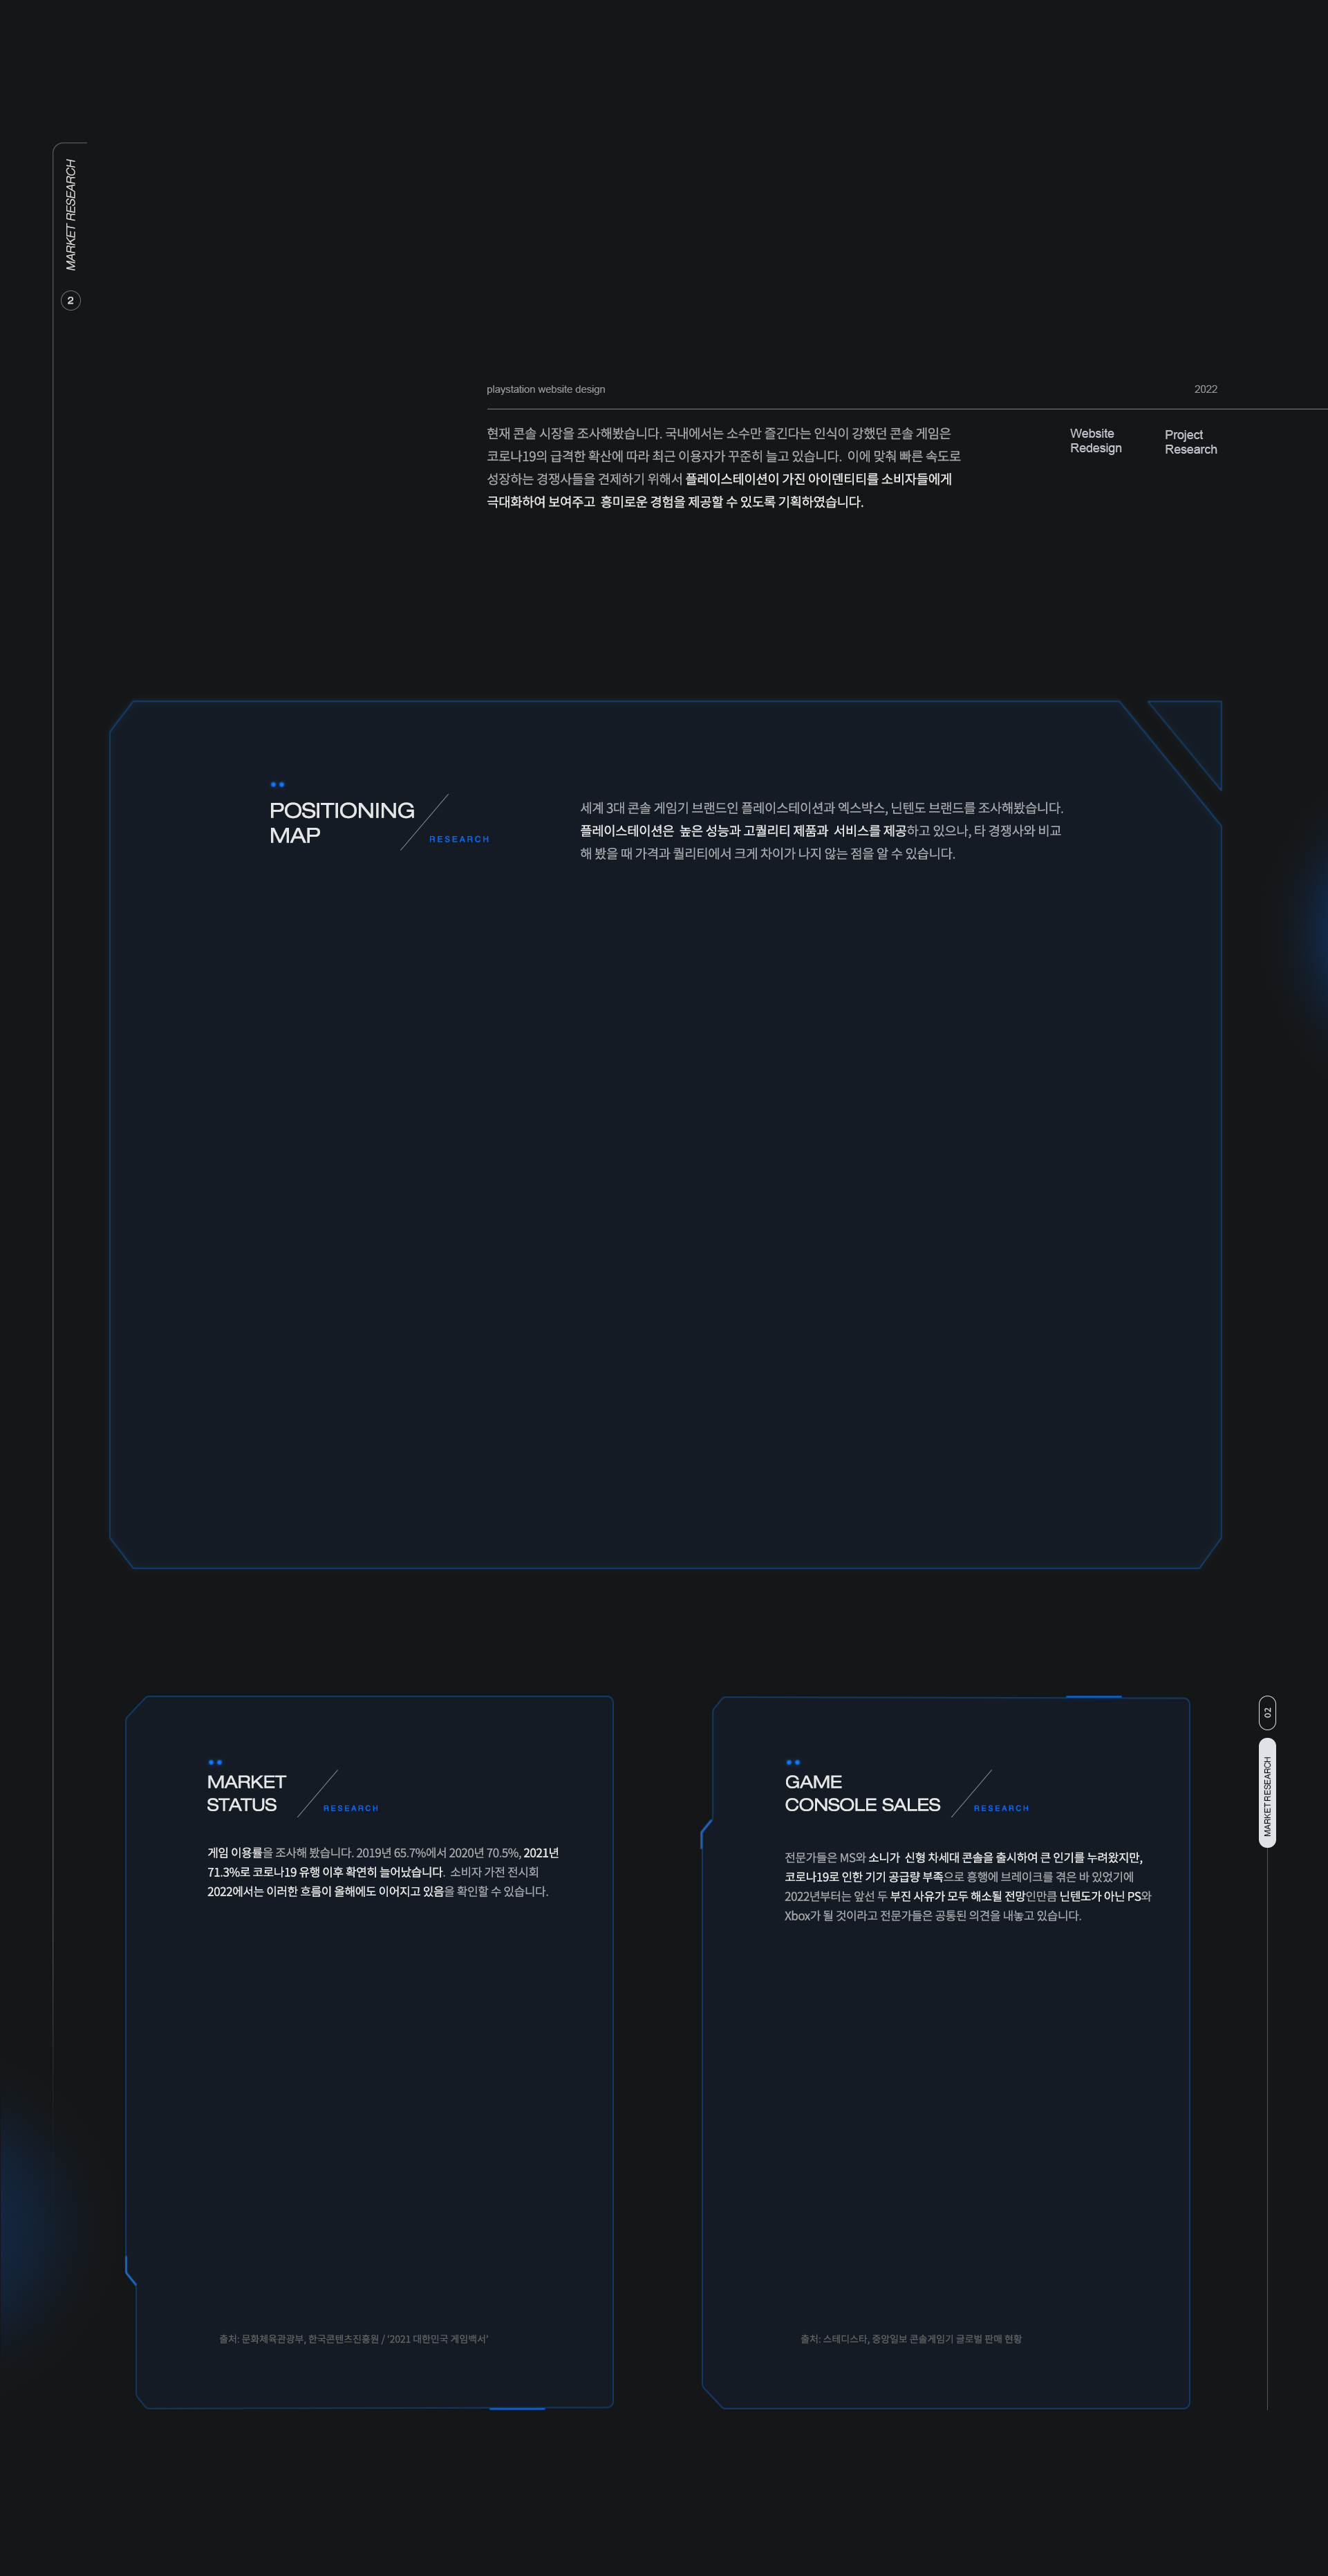 MARKET RESEARCH
2
playstation website design
2022
현재 콘솔 시장을 조사해봤습니다. 국내에서는 소수만 즐긴다는 인식이 강했던 콘솔 게임은
코로나19의 급격한 확산에 따라 최근 이용자가 꾸준히 늘고 있습니다. 이에 맞춰 빠른 속도로
성장하는 경쟁사들을 견제하기 위해서 플레이스테이션이 가진 아이덴티티를 소비자들에게
극대화하여 보여주고 흥미로운 경험을 제공할 수 있도록 기획하였습니다.
Website
Redesign
Project
Research
POSITIONING
MAP
RESEARCH
세계 3대 콘솔 게임기 브랜드인 플레이스테이션과 엑스박스, 닌텐도 브랜드를 조사해봤습니다.
플레이스테이션은 높은 성능과 고퀄리티 제품과 서비스를 제공하고 있으나, 타 경쟁사와 비교
해 봤을 때 가격과 퀄리티에서 크게 차이가 나지 않는 점을 알 수 있습니다.
MARKET
STATUS
RESEARCH
게임 이용률을 조사해 봤습니다. 2019년 65.7%에서 2020년 70.5%, 2021년
71.3%로 코로나19 유행 이후 확연히 늘어났습니다. 소비자 가전 전시회
2022에서는 이러한 흐름이 올해에도 이어지고 있음을 확인할 수 있습니다.
출처: 문화체육관광부, 한국콘텐츠진흥원 / '2021 대한민국 게임백서'
GAME
CONSOLE SALES
RESEARCH
전문가들은 MS와 소니가 신형 차세대 콘솔을 출시하여 큰 인기를 누려왔지만,
코로나19로 인한 기기 공급량 부족으로 흥행에 브레이크를 겪은 바 있었기에
2022년부터는 앞선 두 부진 사유가 모두 해소될 전망인만큼 닌텐도가 아닌 PS와
Xbox가 될 것이라고 전문가들은 공통된 의견을 내놓고 있습니다.
출처: 스테디스타, 중앙일보 콘솔게임기 글로벌 판매 현황
02
MARKET RESEARCH